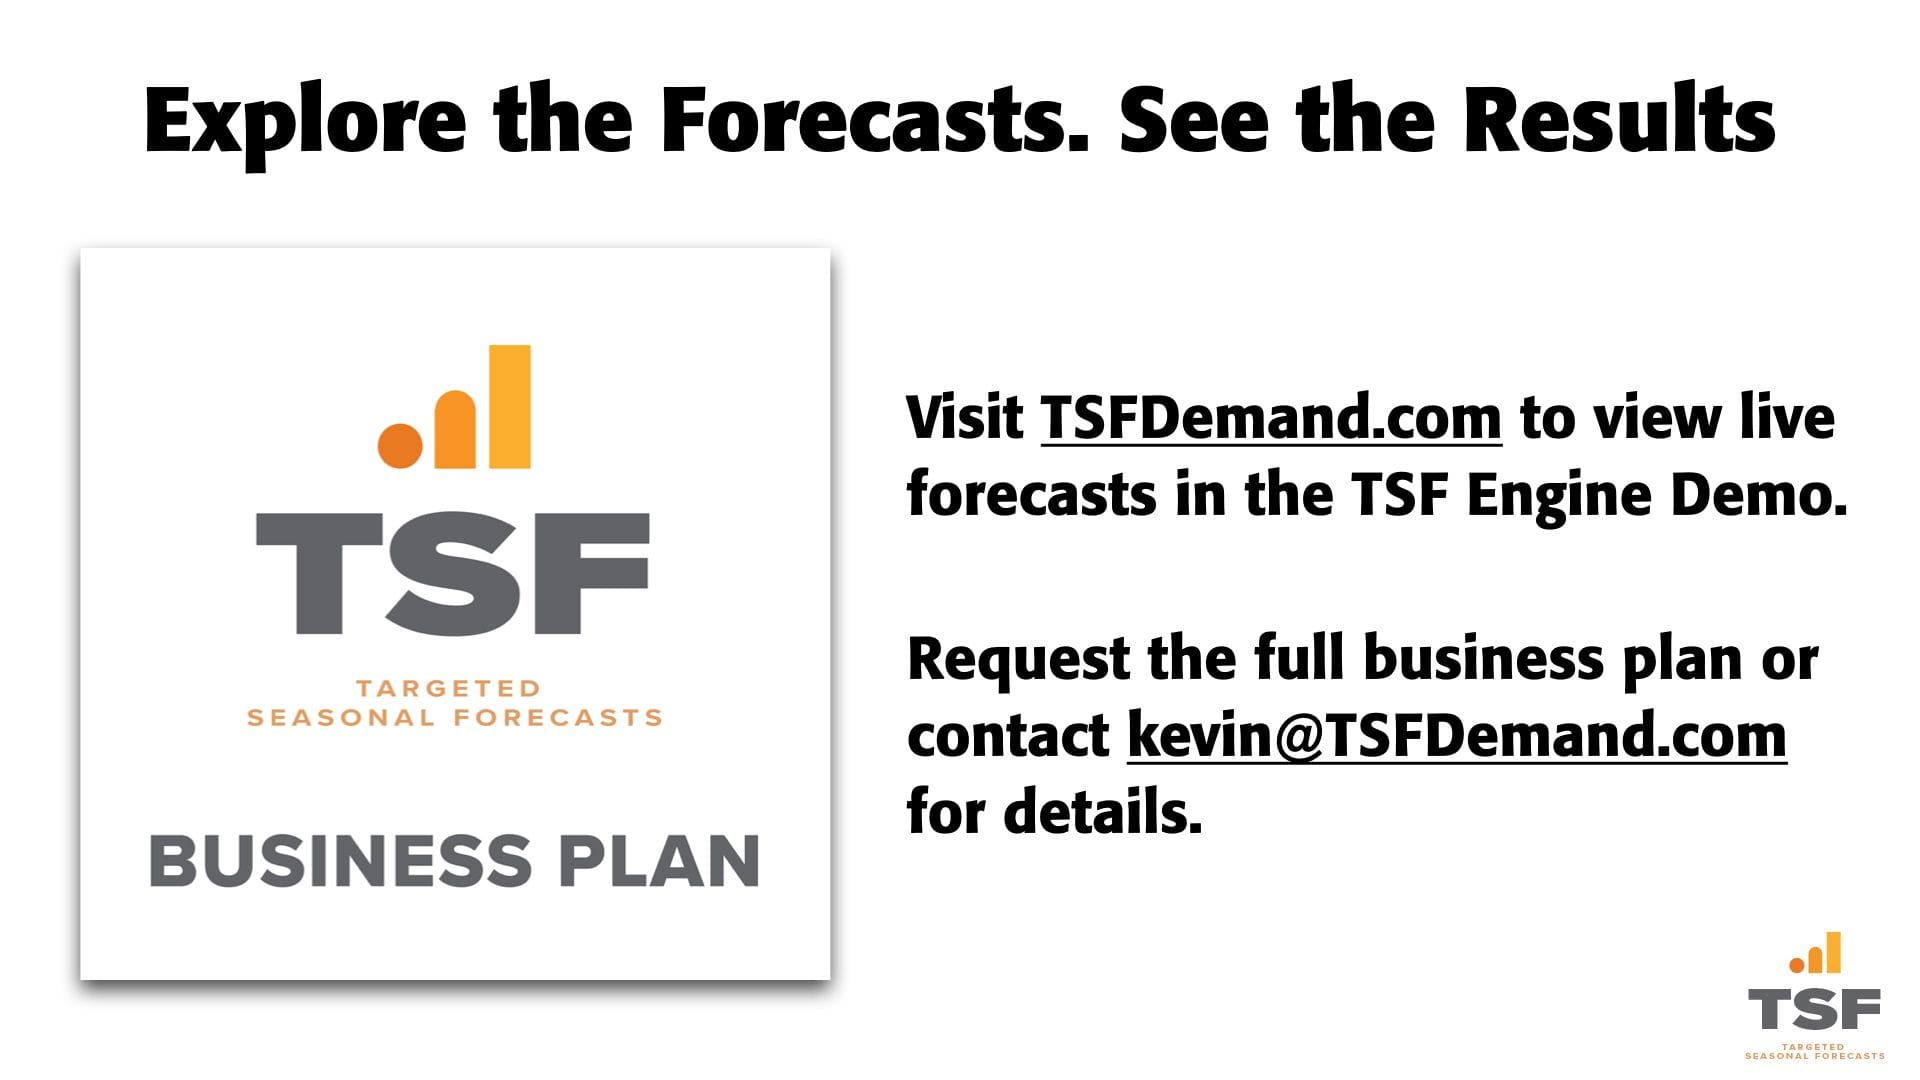 Explore the Forecasts. See the Results
TSF
TARGETED
SEASONAL FORECASTS
BUSINESS PLAN
Visit TSFDemand.com to view live
forecasts in the TSF Engine Demo.
Request the full business plan or
contact kevin@TSFDemand.com
for details.
TSF
TARGETED
SEASONAL FORECASTS